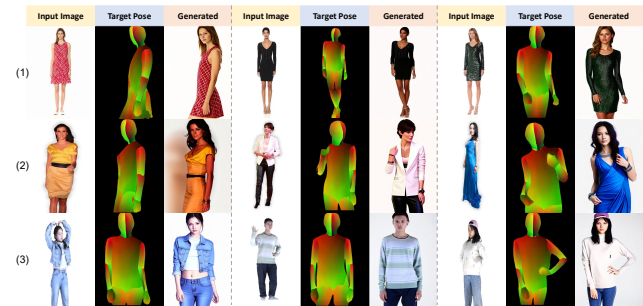 Input Image Target Pose Generated Input Image Target Pose Generated Input Image Target Pose Generated
(1)
(2)
(3)